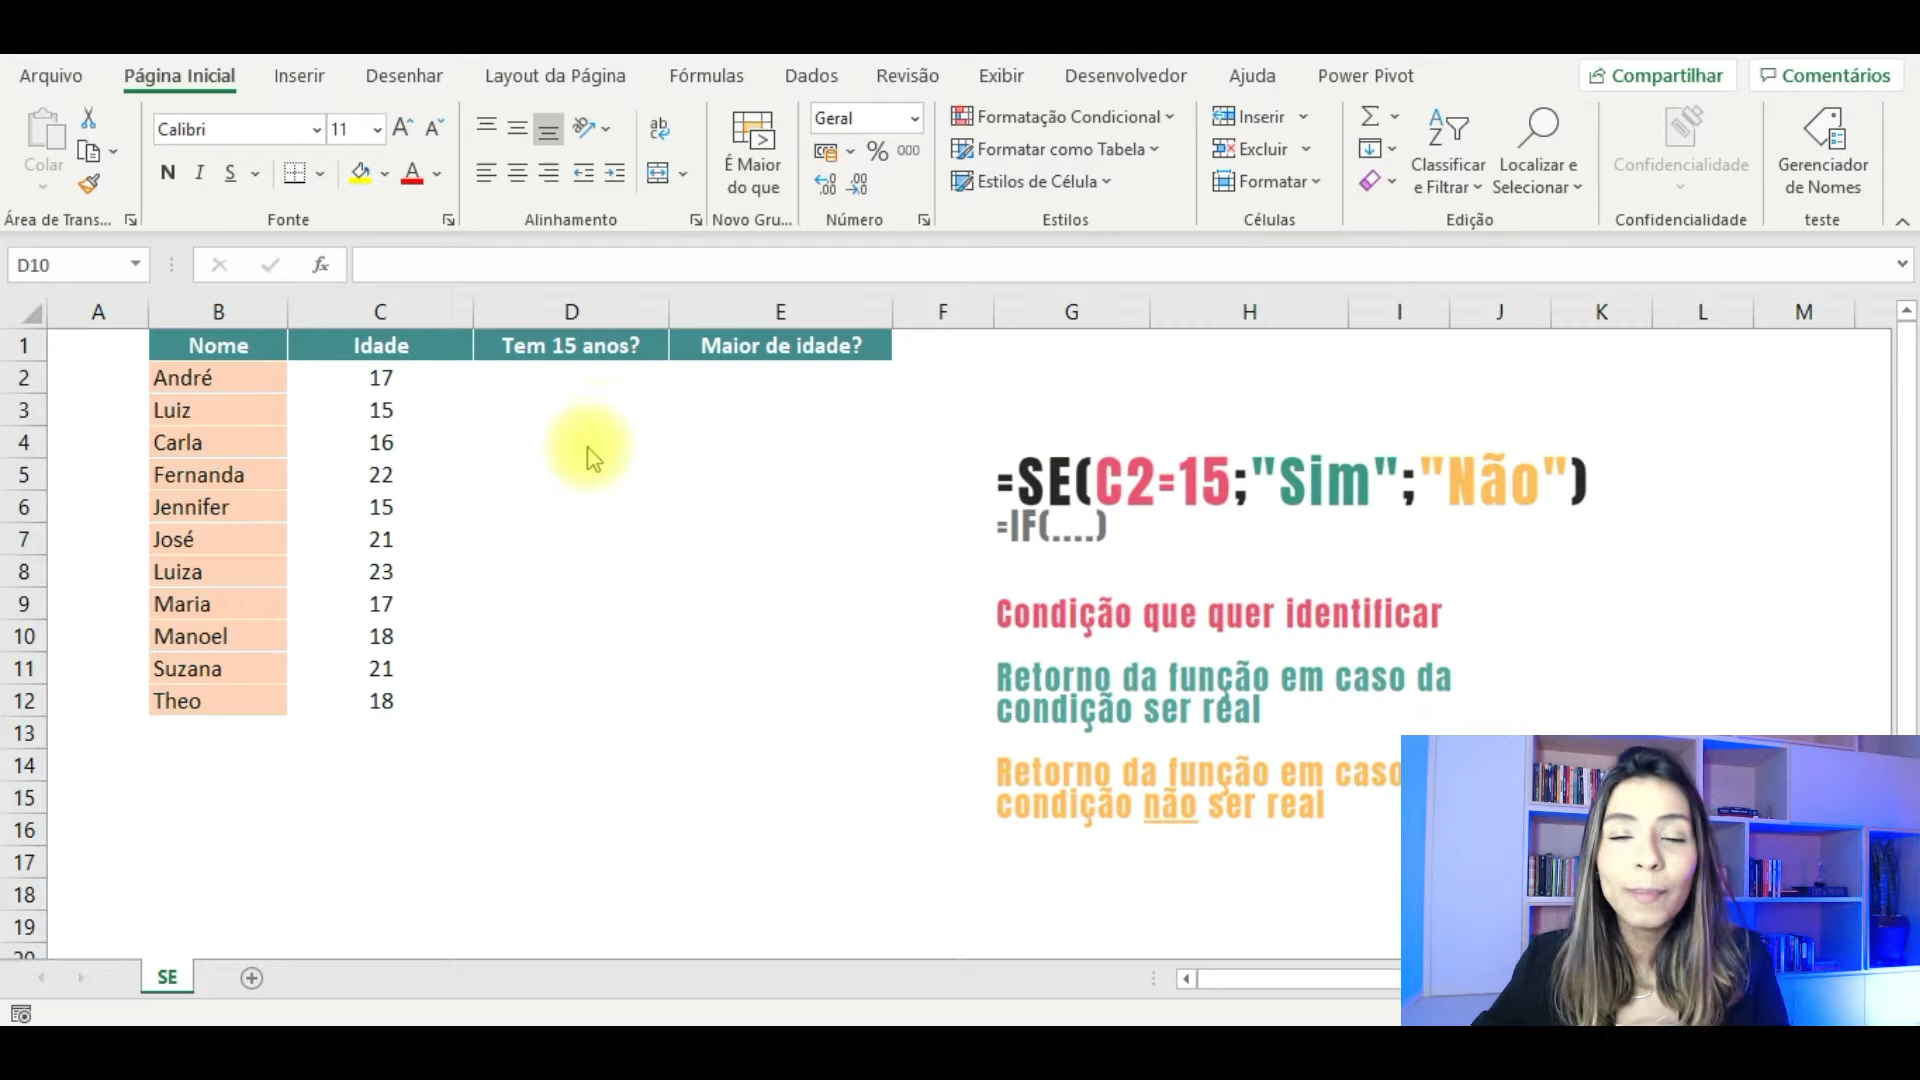 Arquivo Página Inicial Inserir Desenhar Layout da Página Fórmulas Dados Revisão Exibir Desenvolvedor Ajuda Power Pivot Compartilhar Comentários
Colar
Calibri 11
N I S
É Maior do que
Geral
% 000
Formatação Condicional
Formatar como Tabela
Estilos de Célula
Inserir
Excluir
Formatar
Classificar e Filtrar
Localizar e Selecionar
Confidencialidade
Gerenciador de Nomes
Área de Trans... Fonte Alinhamento Novo Gru... Número Estilos Células Edição Confidencialidade teste
D10 fx
A B C D E F G H I J K L M
1 Nome Idade Tem 15 anos? Maior de idade?
2 André 17
3 Luiz 15
4 Carla 16
5 Fernanda 22
6 Jennifer 15
7 José 21
8 Luiza 23
9 Maria 17
10 Manoel 18
11 Suzana 21
12 Theo 18
13
14
15
16
17
18
19
20
=SE(C2=15;"Sim";"Não")
=IF(....)
Condição que quer identificar
Retorno da função em caso da
condição ser real
Retorno da função em caso
condição não ser real
SE